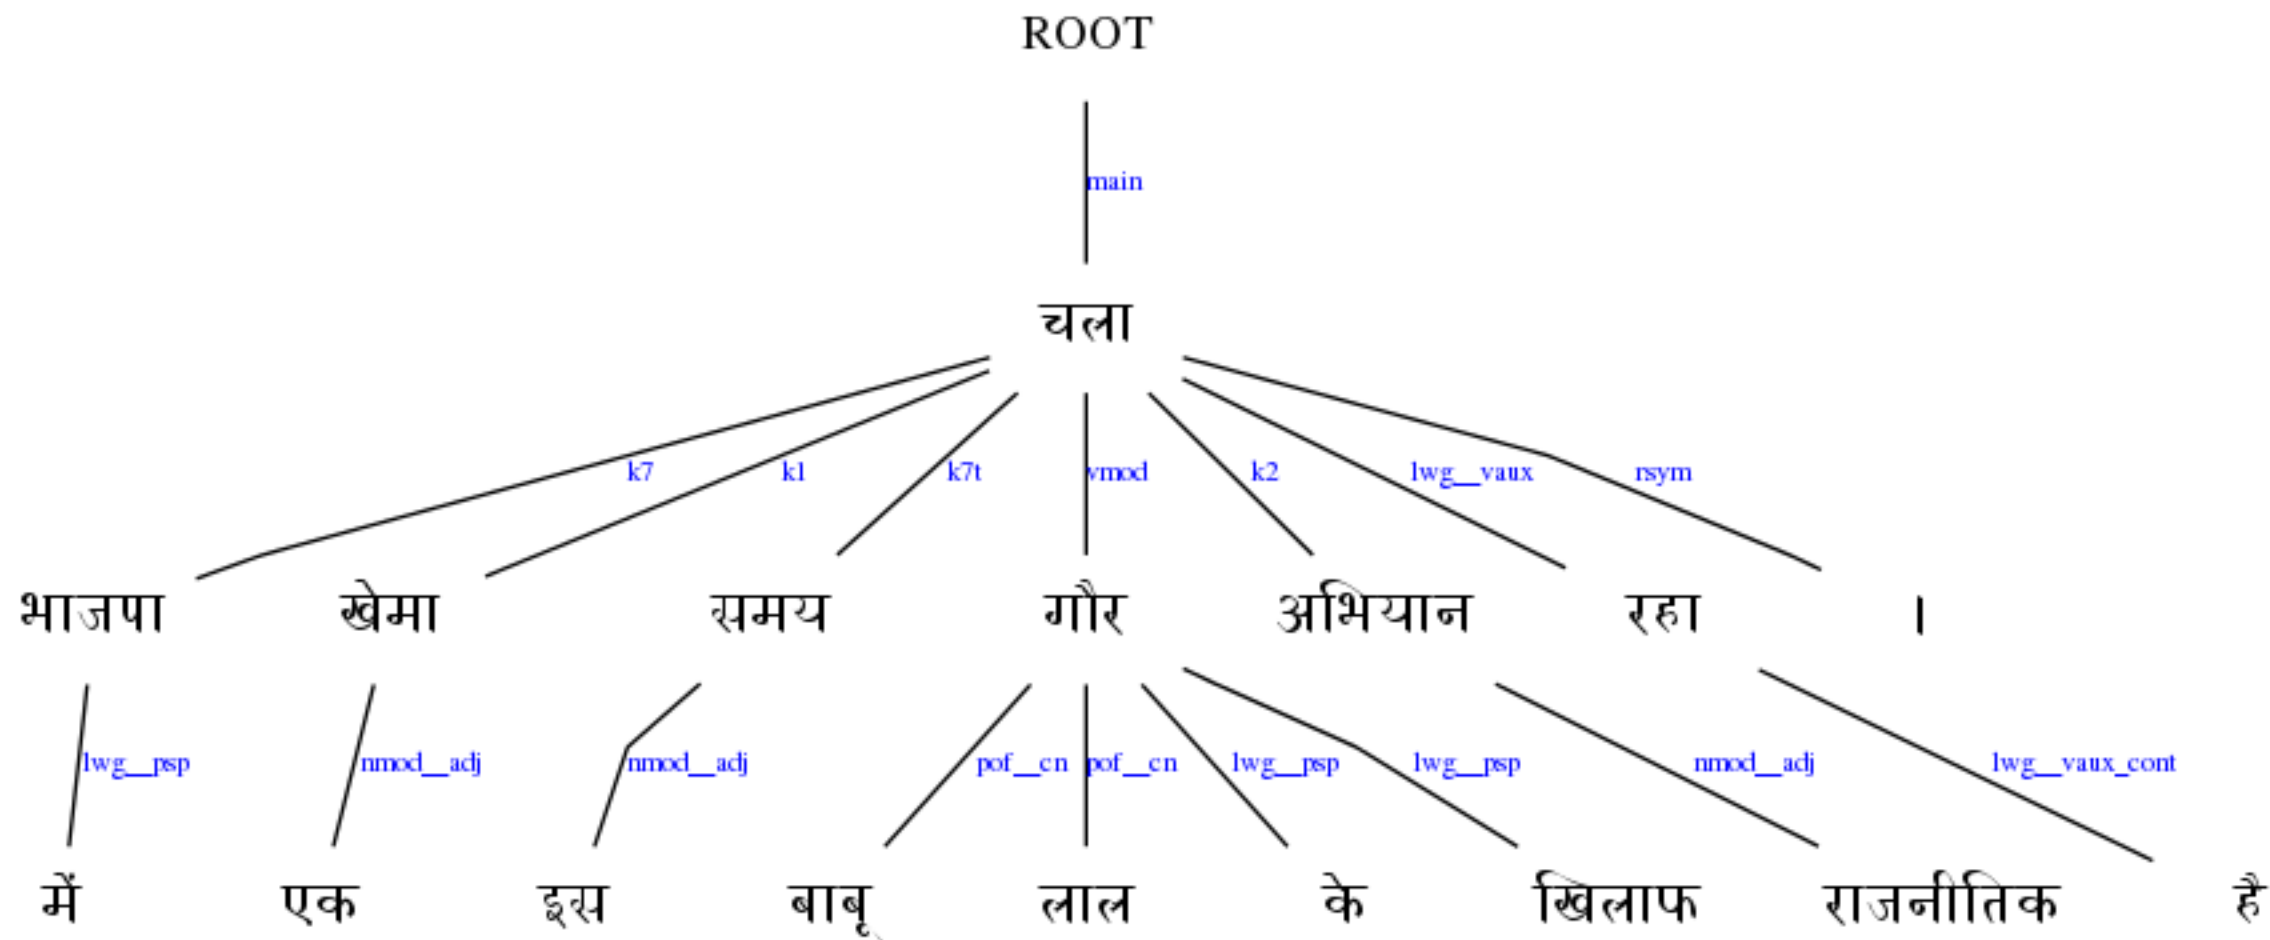 ROOT
main
चला
k7 k1 k7t vmod k2 lwg__vaux rsym
भाजपा खेमा समय गौर अभियान रहा ।
lwg__psp nmod__adj nmod__adj pof__cn pof__cn lwg__psp lwg__psp nmod__adj lwg__vaux_cont
में एक इस बाबू लाल के खिलाफ राजनीतिक है